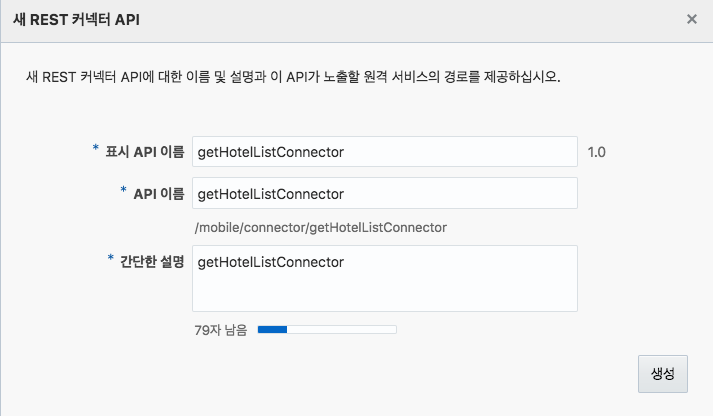 새 REST 커넥터 API ×
새 REST 커넥터 API에 대한 이름 및 설명과 이 API가 노출할 원격 서비스의 경로를 제공하십시오.
* 표시 API 이름 getHotelListConnector 1.0
* API 이름 getHotelListConnector
/mobile/connector/getHotelListConnector
* 간단한 설명 getHotelListConnector
79자 남음
생성